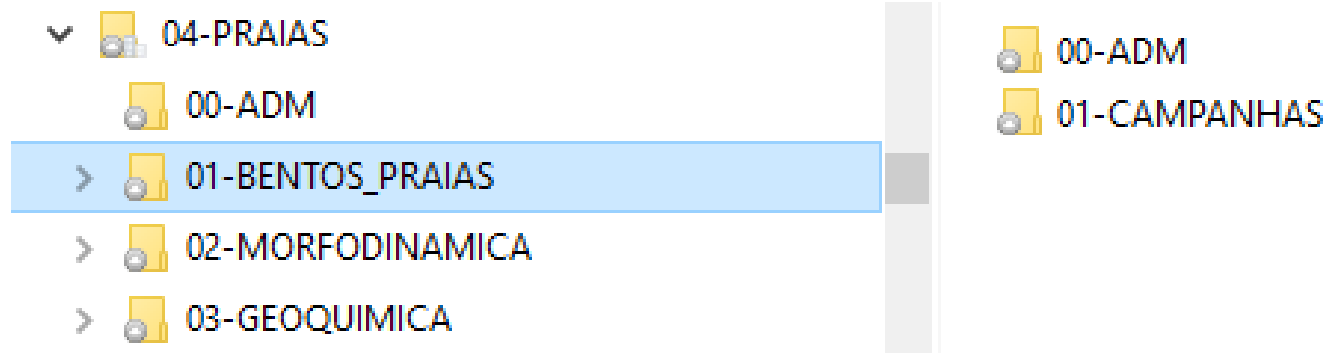 04-PRAIAS
00-ADM
01-BENTOS_PRAIAS
02-MORFODINAMICA
03-GEOQUIMICA
00-ADM
01-CAMPANHAS